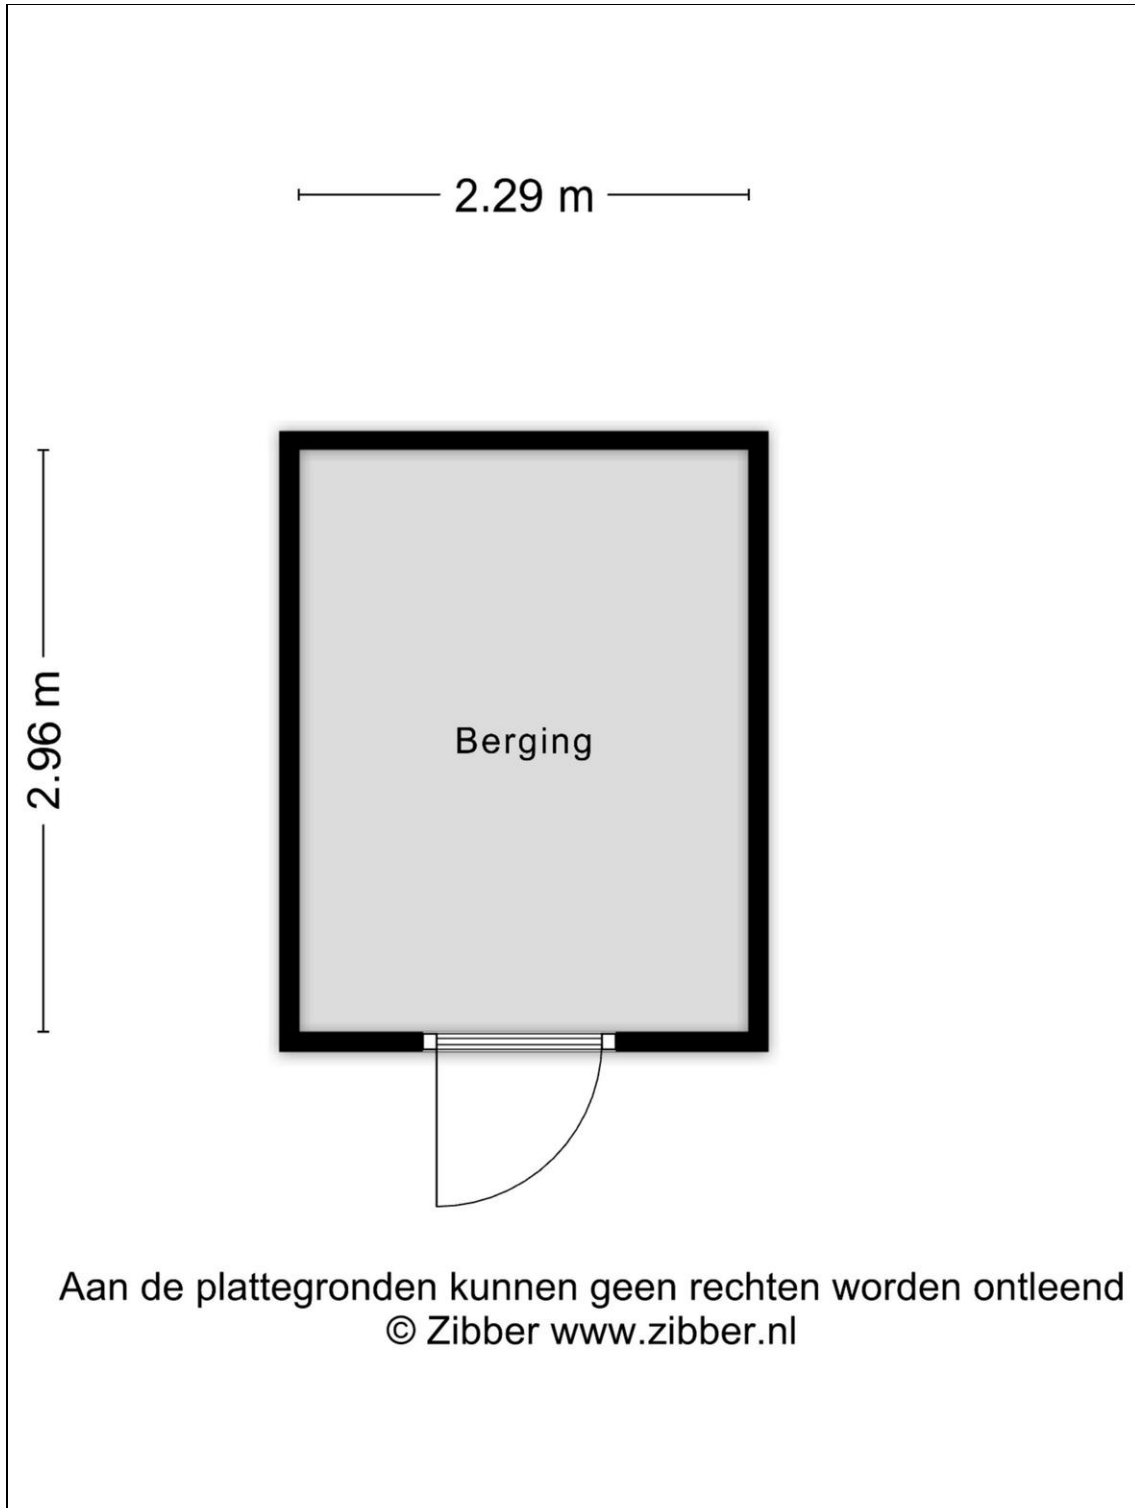 2.29 m
2.96 m
Berging
Aan de plattegronden kunnen geen rechten worden ontleend
© Zibber www.zibber.nl